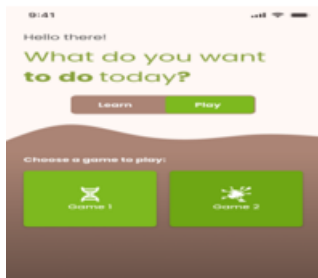 9:41
Hello there!
What do you want
to do today?
Learn Play
Choose a game to play:
Game 1 Game 2